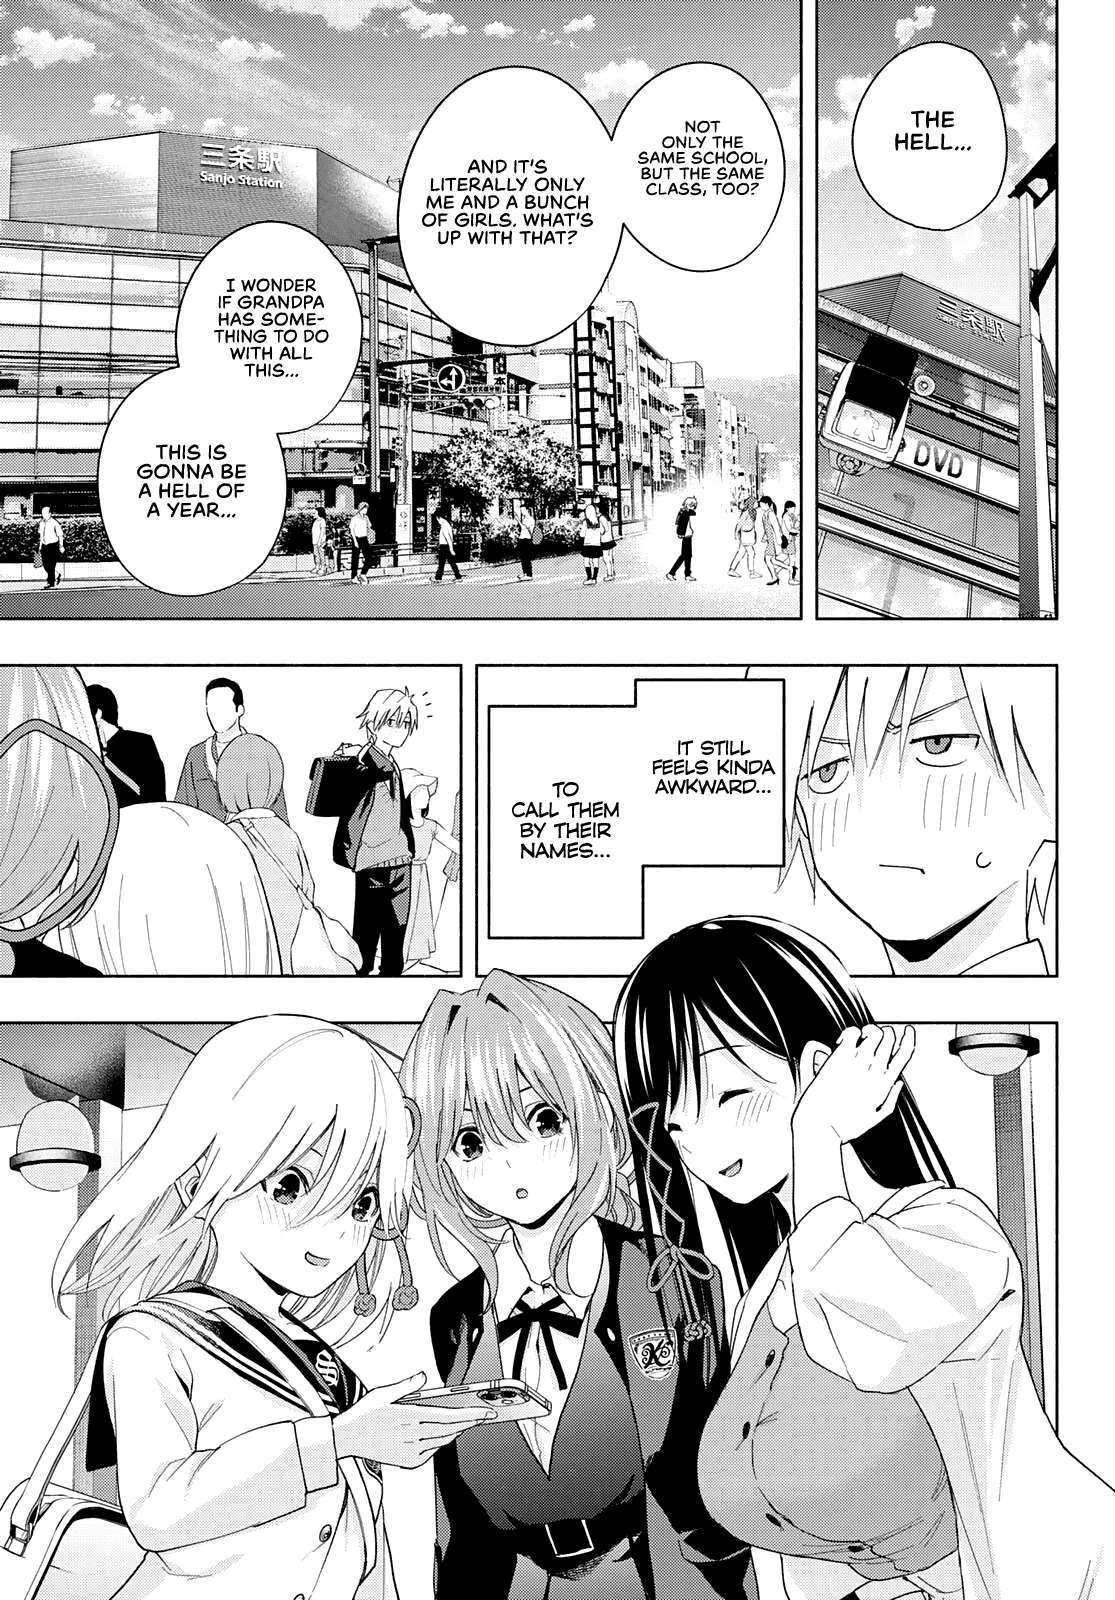 THE
HELL...
三条駅
DVD
NOT
ONLY THE
SAME SCHOOL,
BUT THE SAME
CLASS, TOO?
AND IT'S
LITERALLY ONLY
ME AND A BUNCH
OF GIRLS. WHAT'S
UP WITH THAT?
三条駅
Sanjo Station
I WONDER
IF GRANDPA
HAS SOME-
THING TO DO
WITH ALL
THIS...
THIS IS
GONNA BE
A HELL OF
A YEAR...
IT STILL
FEELS KINDA
AWKWARD...
TO
CALL THEM
BY THEIR
NAMES...
S
K